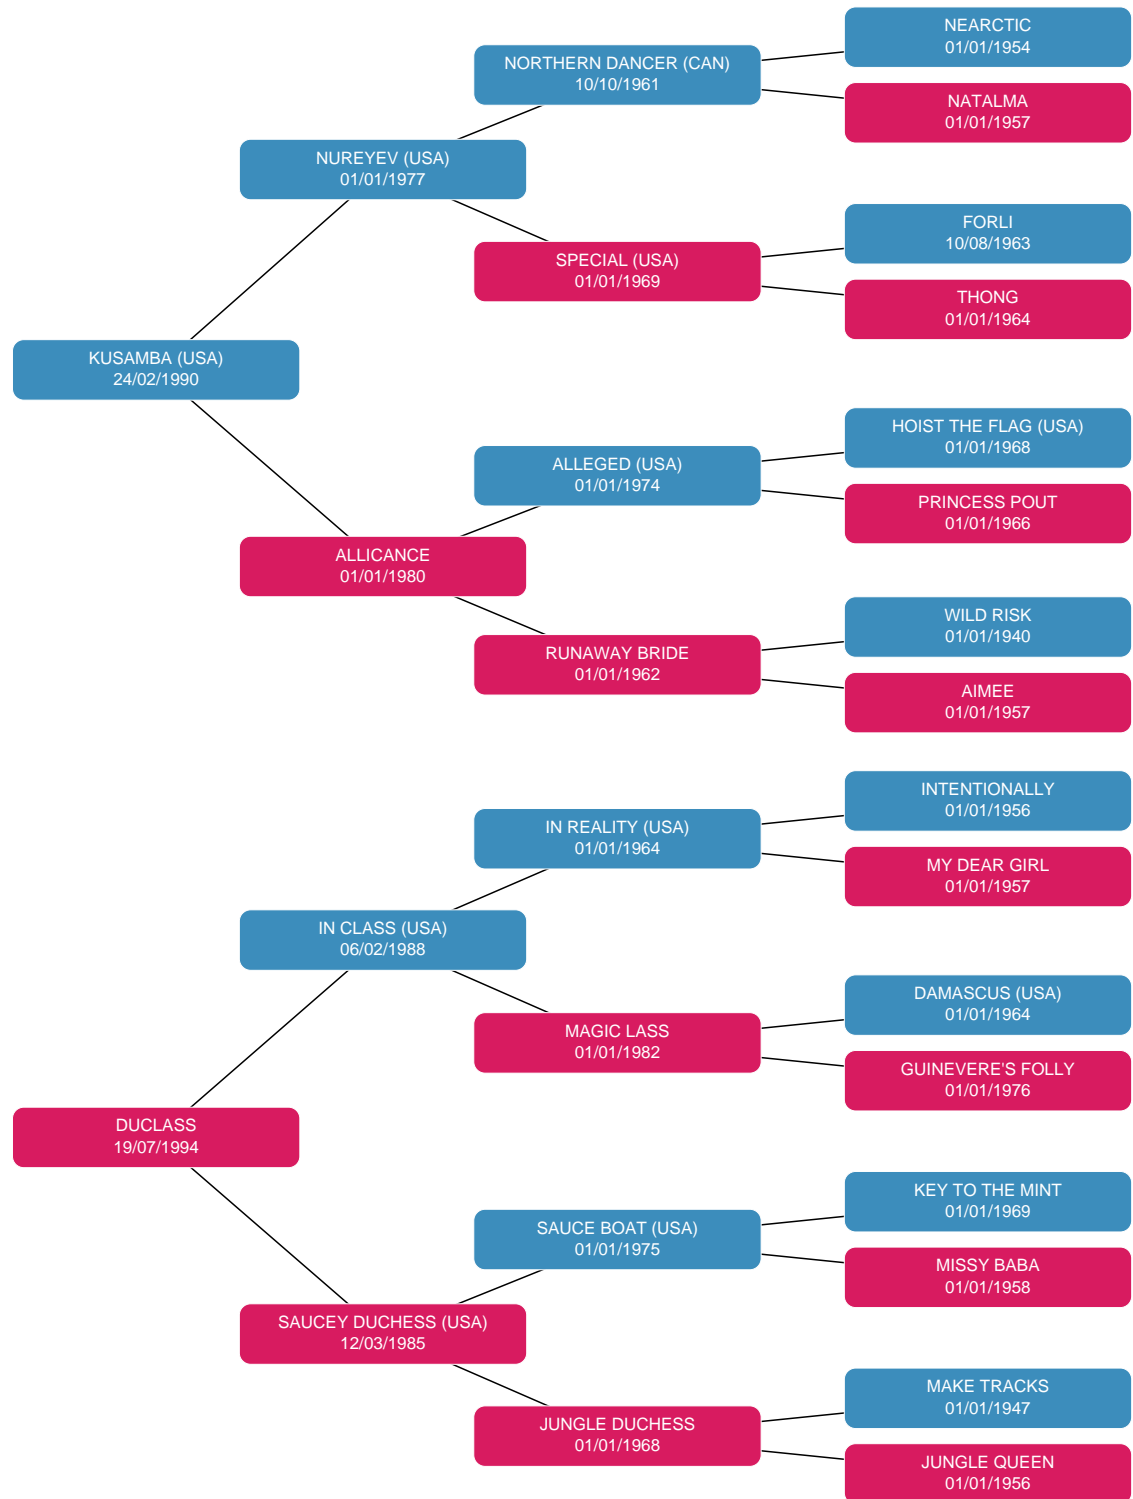 NEARCTIC
01/01/1954
NORTHERN DANCER (CAN)
10/10/1961
NATALMA
01/01/1957
NUREYEV (USA)
01/01/1977
FORLI
10/08/1963
SPECIAL (USA)
01/01/1969
THONG
01/01/1964
KUSAMBA (USA)
24/02/1990
HOIST THE FLAG (USA)
01/01/1968
ALLEGED (USA)
01/01/1974
PRINCESS POUT
01/01/1966
ALLICANCE
01/01/1980
WILD RISK
01/01/1940
RUNAWAY BRIDE
01/01/1962
AIMEE
01/01/1957
INTENTIONALLY
01/01/1956
IN REALITY (USA)
01/01/1964
MY DEAR GIRL
01/01/1957
IN CLASS (USA)
06/02/1988
DAMASCUS (USA)
01/01/1964
MAGIC LASS
01/01/1982
GUINEVERE'S FOLLY
01/01/1976
DUCLASS
19/07/1994
KEY TO THE MINT
01/01/1969
SAUCE BOAT (USA)
01/01/1975
MISSY BABA
01/01/1958
SAUCEY DUCHESS (USA)
12/03/1985
MAKE TRACKS
01/01/1947
JUNGLE DUCHESS
01/01/1968
JUNGLE QUEEN
01/01/1956